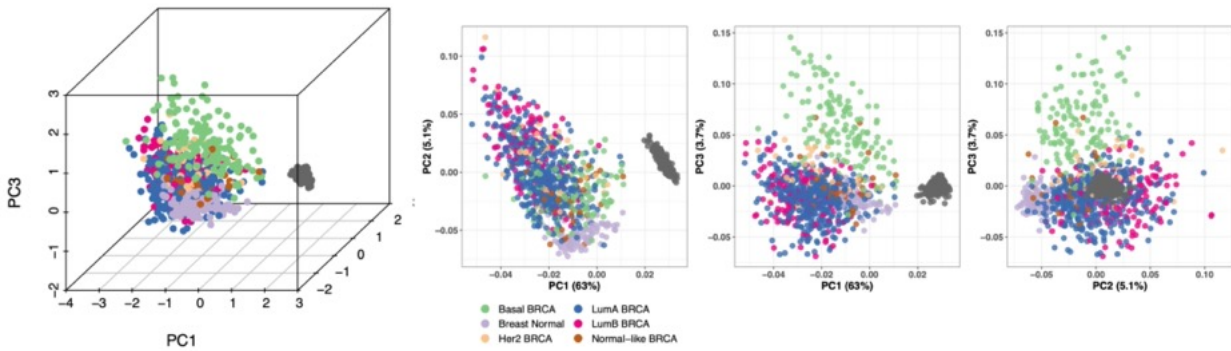 3
2
1
0
−1
−2
PC3
−4 −3 −2 −1 0 1 2 3
PC1
−2
−1
0
1
2
:
0.10
0.05
0.00
−0.05
PC2 (5.1%)
−0.04 −0.02 0.00 0.02
PC1 (63%)
0.15
0.10
0.05
0.00
−0.05
PC3 (3.7%)
−0.04 −0.02 0.00 0.02
PC1 (63%)
0.15
0.10
0.05
0.00
−0.05
PC3 (3.7%)
−0.05 0.00 0.05 0.10
PC2 (5.1%)
Basal BRCA LumA BRCA
Breast Normal LumB BRCA
Her2 BRCA Normal−like BRCA